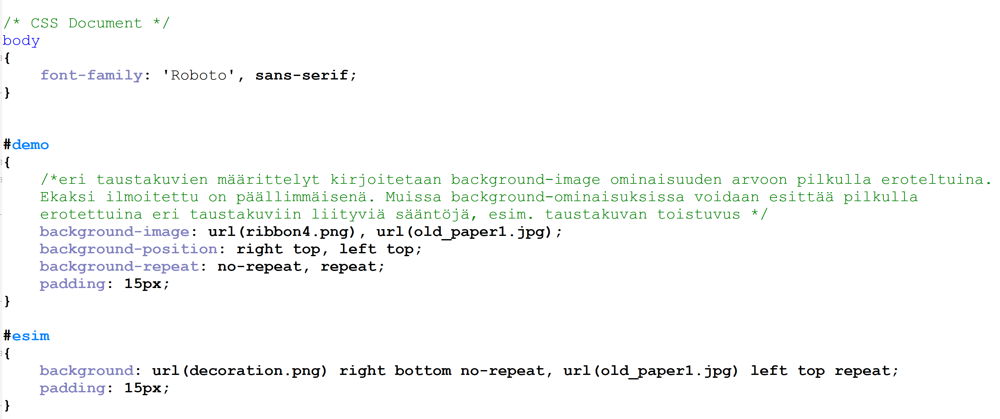 /* CSS Document */
body
{
    font-family: 'Roboto', sans-serif;
}
#demo
{
    /*eri taustakuvien määrittelyt kirjoitetaan background-image ominaisuuden arvoon pilkulla eroteltuina.
    Ekaksi ilmoitettu on päällimmäisenä. Muissa background-ominaisuksissa voidaan esittää pilkulla
    erotettuina eri taustakuviin liityviä sääntöjä, esim. taustakuvan toistuvus */
    background-image: url(ribbon4.png), url(old_paper1.jpg);
    background-position: right top, left top;
    background-repeat: no-repeat, repeat;
    padding: 15px;
}
#esim
{
    background: url(decoration.png) right bottom no-repeat, url(old_paper1.jpg) left top repeat;
    padding: 15px;
}